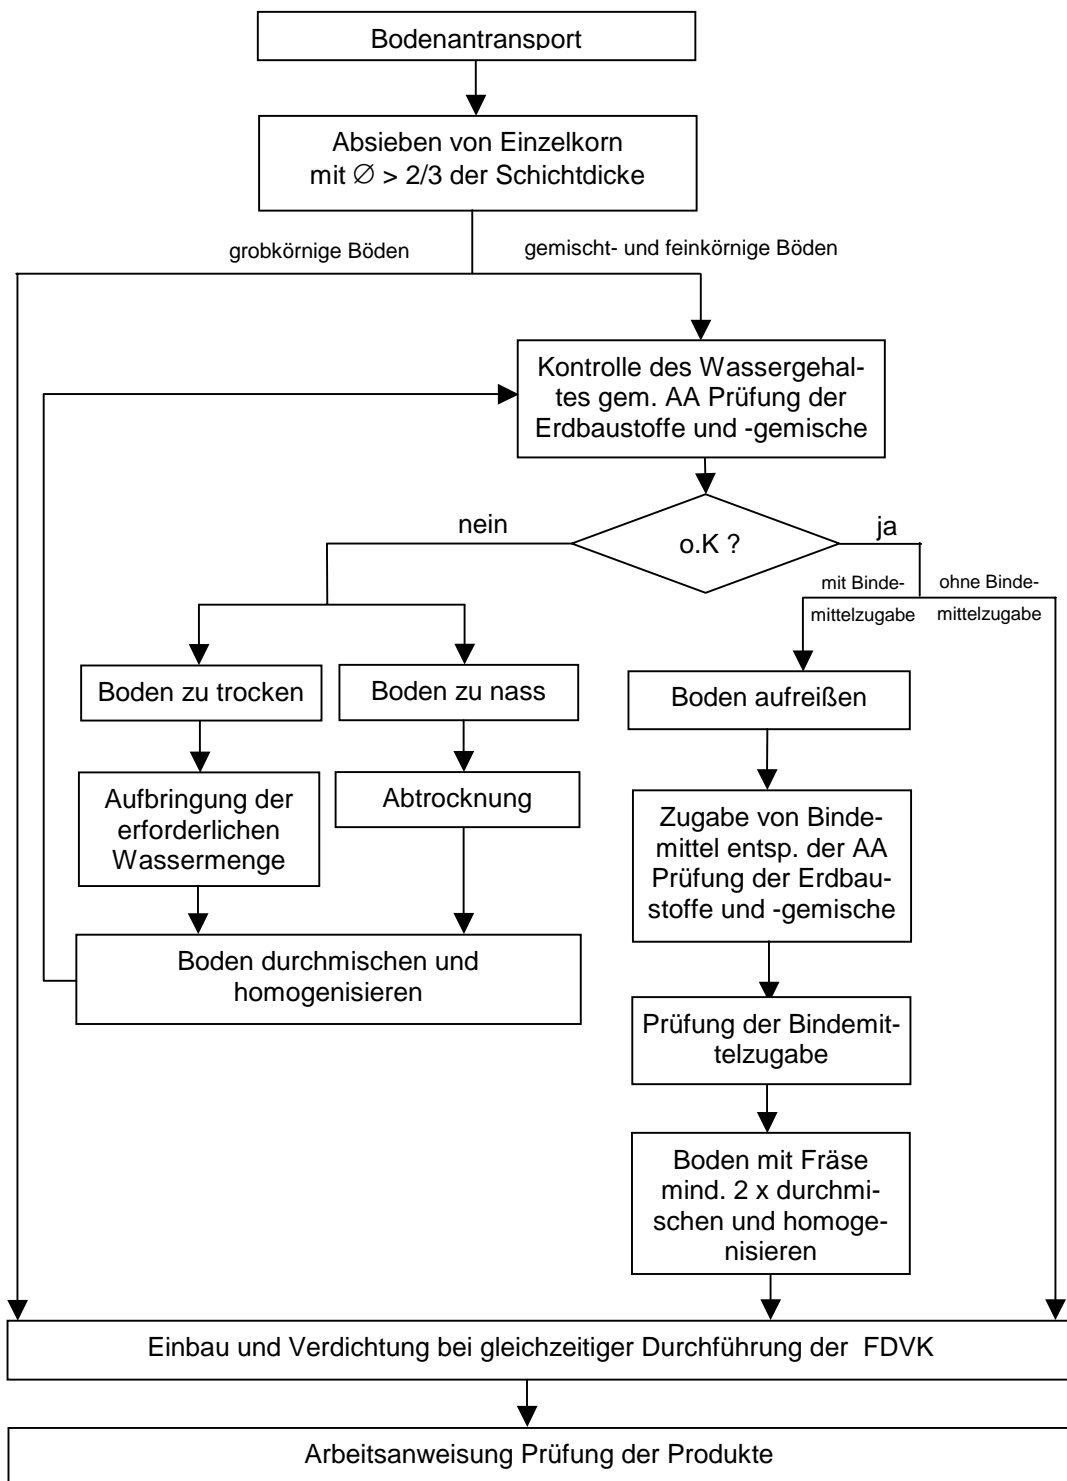 Bodenantransport
Absieben von Einzelkorn
mit ∅ > 2/3 der Schichtdicke
grobkörnige Böden
gemischt- und feinkörnige Böden
Kontrolle des Wassergehal-
tes gem. AA Prüfung der
Erdbaustoffe und -gemische
nein
o.K ?
ja
mit Binde-
mittelzugabe
ohne Binde-
mittelzugabe
Boden zu trocken
Boden zu nass
Boden aufreißen
Aufbringung der
erforderlichen
Wassermenge
Abtrocknung
Zugabe von Binde-
mittel entsp. der AA
Prüfung der Erdbau-
stoffe und -gemische
Boden durchmischen und
homogenisieren
Prüfung der Bindemit-
telzugabe
Boden mit Fräse
mind. 2 x durchmi-
schen und homoge-
nisieren
Einbau und Verdichtung bei gleichzeitiger Durchführung der FDVK
Arbeitsanweisung Prüfung der Produkte